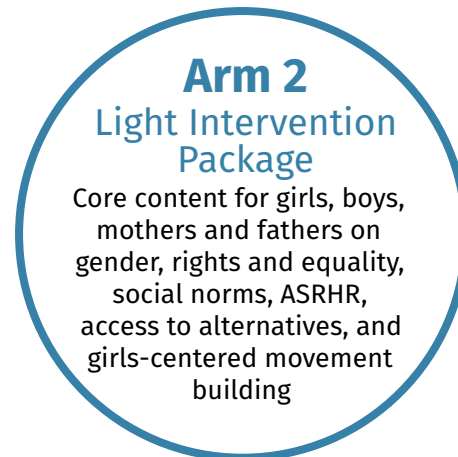 Arm 2
Light Intervention
Package
Core content for girls, boys,
mothers and fathers on
gender, rights and equality,
social norms, ASRHR,
access to alternatives, and
girls-centered movement
building